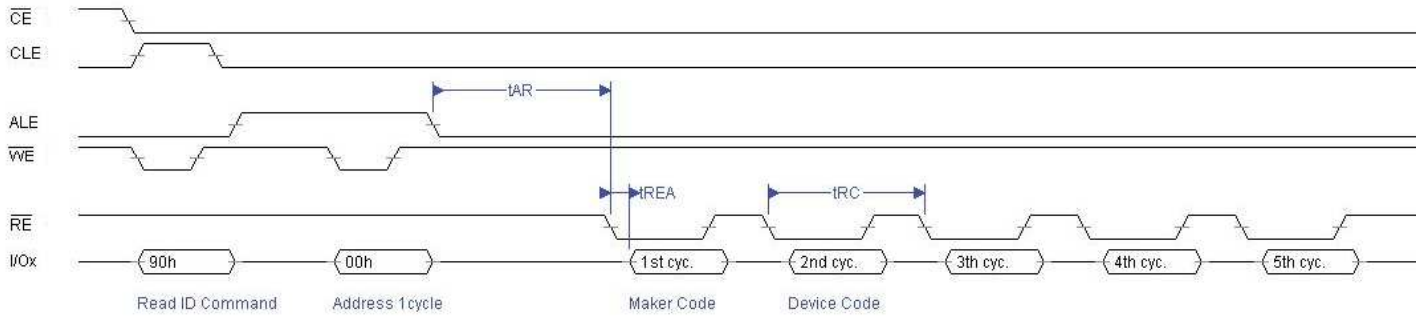 CE
CLE
tAR
ALE
WE
tREA
tRC
RE
I/Ox
90h
00h
1st cyc.
2nd cyc.
3th cyc.
4th cyc.
5th cyc.
Read ID Command
Address 1cycle
Maker Code
Device Code